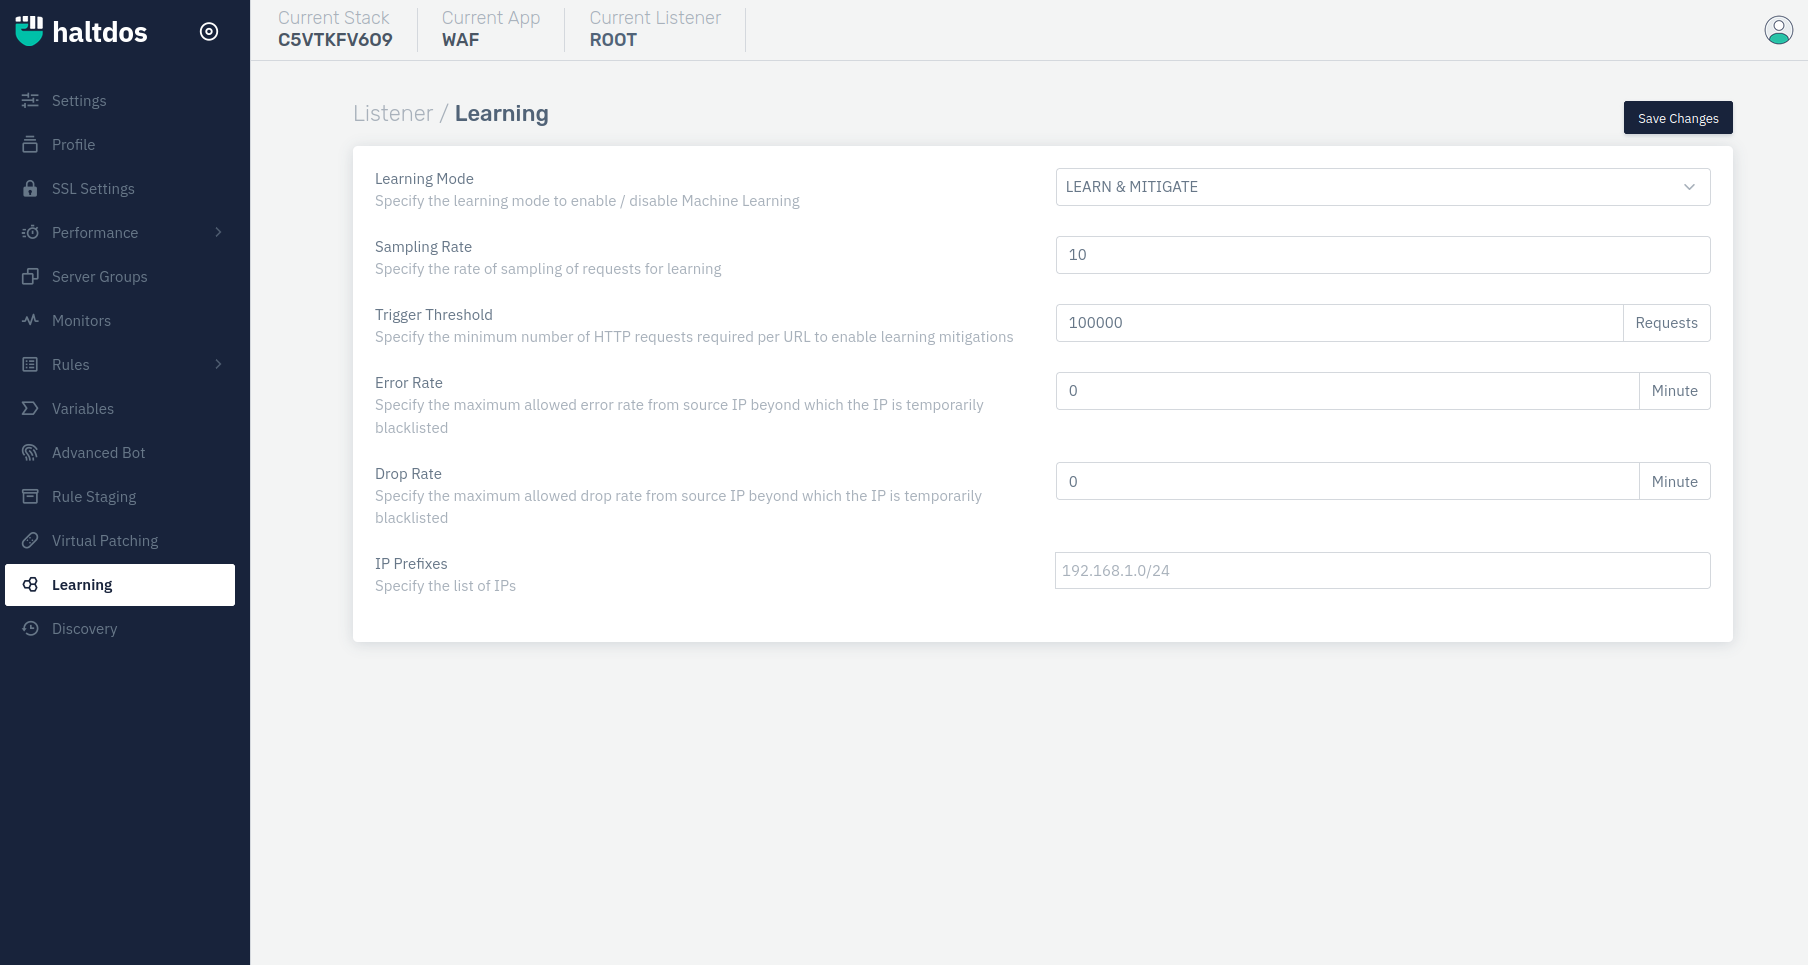 haltdos
Current Stack
C5VTKFV6O9
Current App
WAF
Current Listener
ROOT
Settings
Profile
SSL Settings
Performance
Server Groups
Monitors
Rules
Variables
Advanced Bot
Rule Staging
Virtual Patching
Learning
Discovery
Listener / Learning
Save Changes
Learning Mode
Specify the learning mode to enable / disable Machine Learning
LEARN & MITIGATE
Sampling Rate
Specify the rate of sampling of requests for learning
10
Trigger Threshold
Specify the minimum number of HTTP requests required per URL to enable learning mitigations
100000
Requests
Error Rate
Specify the maximum allowed error rate from source IP beyond which the IP is temporarily
blacklisted
0
Minute
Drop Rate
Specify the maximum allowed drop rate from source IP beyond which the IP is temporarily
blacklisted
0
Minute
IP Prefixes
Specify the list of IPs
192.168.1.0/24